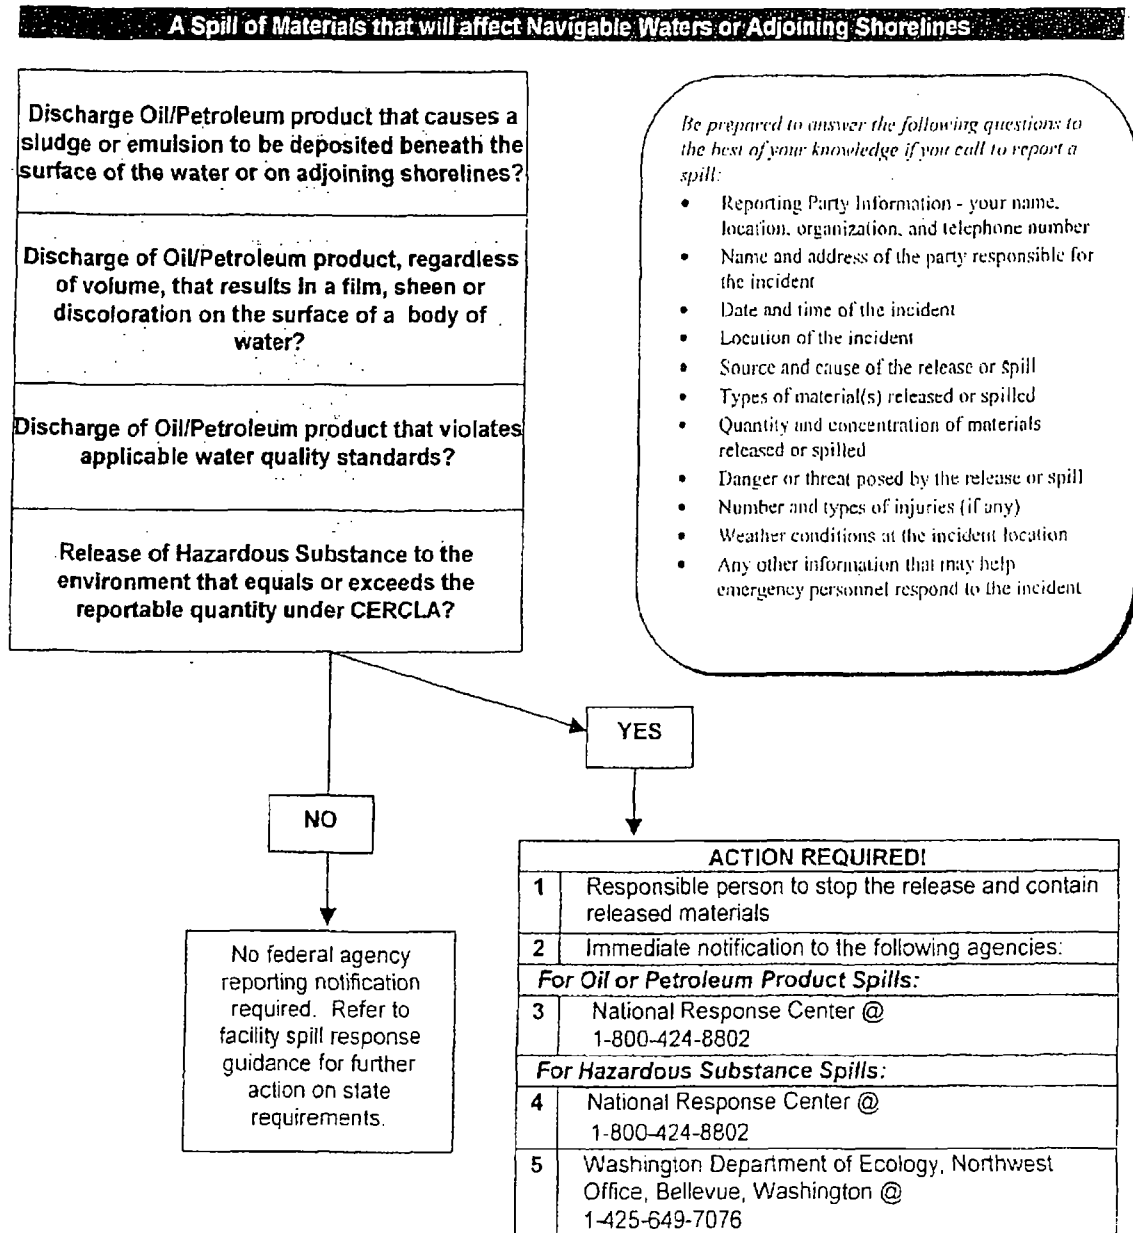 A Spill of Materials that will affect Navigable Waters or Adjoining Shorelines
Discharge Oil/Petroleum product that causes a
sludge or emulsion to be deposited beneath the
surface of the water or on adjoining shorelines?
Discharge of Oil/Petroleum product, regardless
of volume, that results in a film, sheen or
discoloration on the surface of a body of
water?
Discharge of Oil/Petroleum product that violates
applicable water quality standards?
Release of Hazardous Substance to the
environment that equals or exceeds the
reportable quantity under CERCLA?
Be prepared to answer the following questions to
the best of your knowledge if you call to report a
spill:
• Reporting Party Information - your name,
location, organization, and telephone number
• Name and address of the party responsible for
the incident
• Date and time of the incident
• Location of the incident
• Source and cause of the release or spill
• Types of material(s) released or spilled
• Quantity and concentration of materials
released or spilled
• Danger or threat posed by the release or spill
• Number and types of injuries (if any)
• Weather conditions at the incident location
• Any other information that may help
emergency personnel respond to the incident
YES
NO
No federal agency
reporting notification
required. Refer to
facility spill response
guidance for further
action on state
requirements.
ACTION REQUIRED!
1 Responsible person to stop the release and contain
released materials
2 Immediate notification to the following agencies:
For Oil or Petroleum Product Spills:
3 National Response Center @
1-800-424-8802
For Hazardous Substance Spills:
4 National Response Center @
1-800-424-8802
5 Washington Department of Ecology, Northwest
Office, Bellevue, Washington @
1-425-649-7076